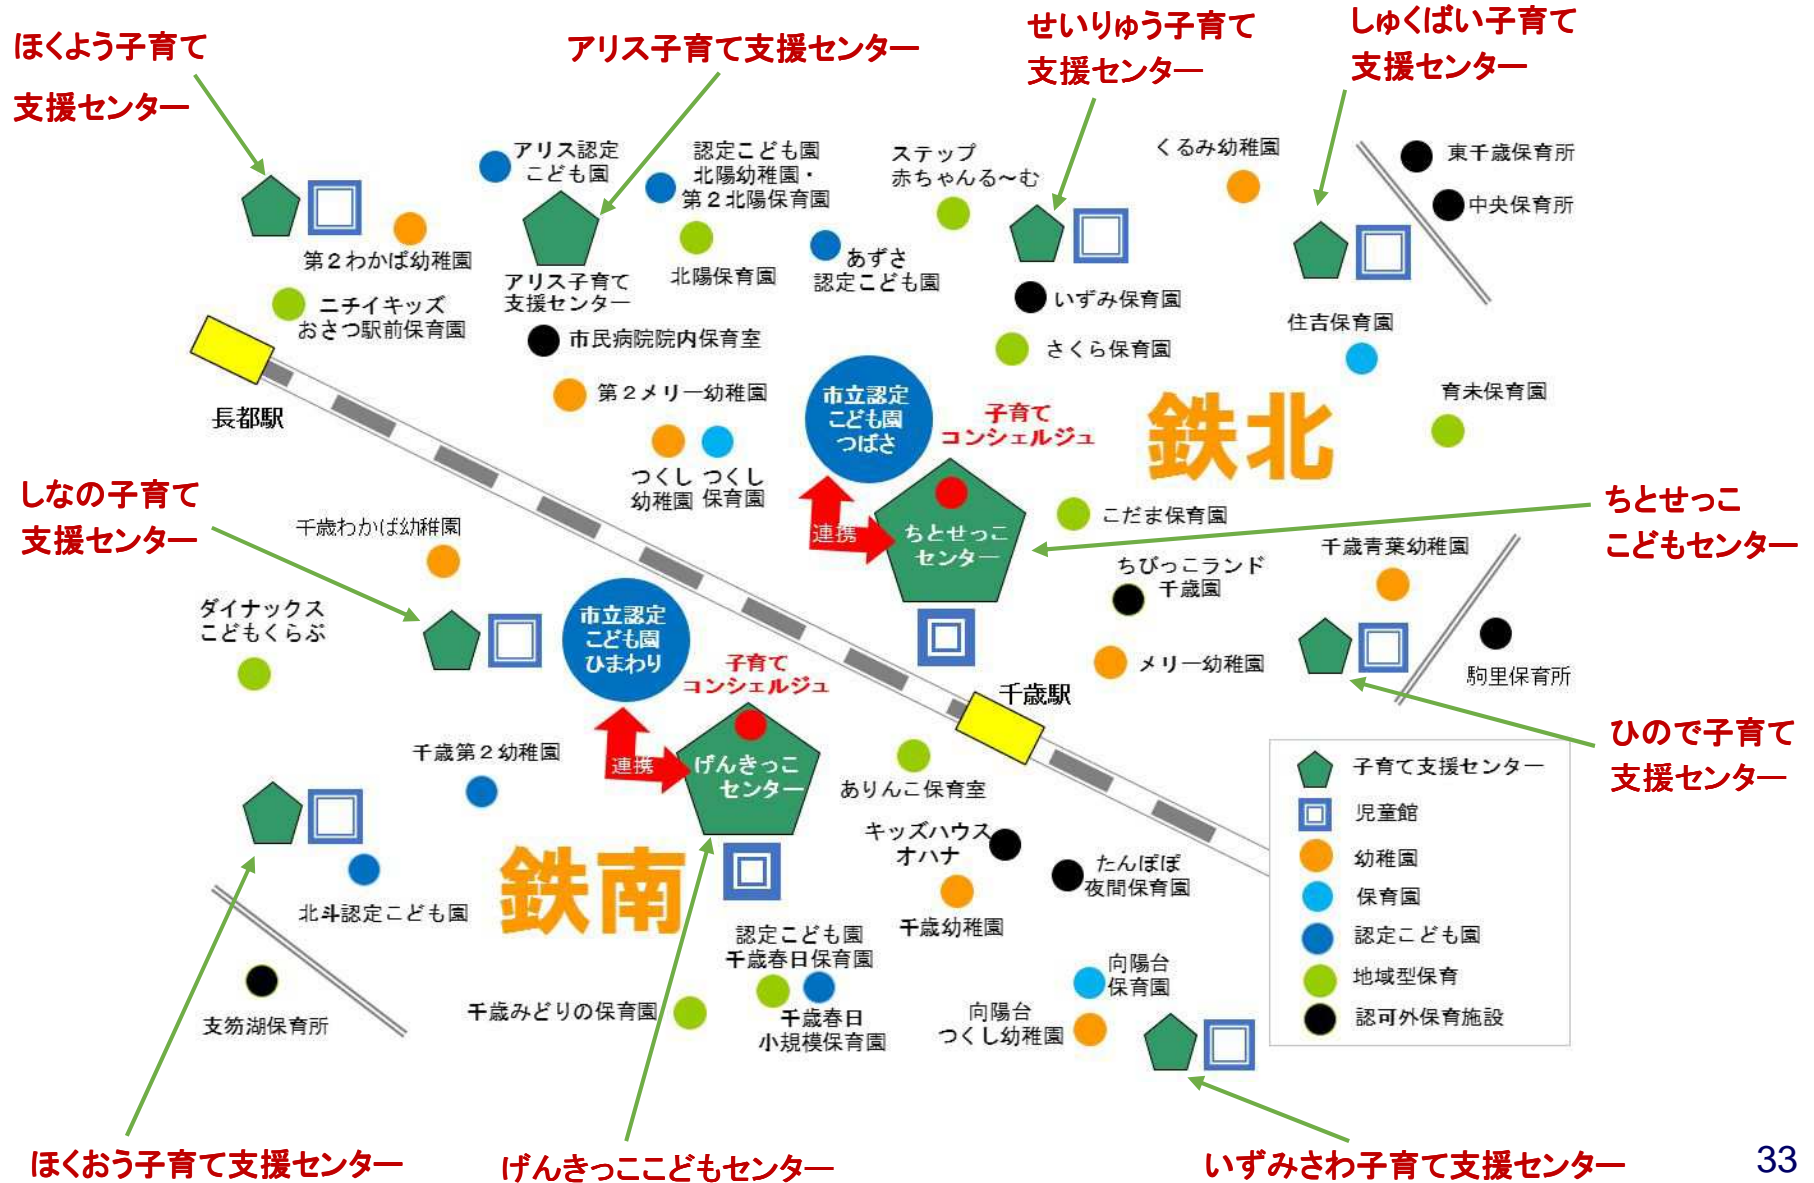 ほくよう子育て
支援センター
アリス子育て支援センター
せいりゅう子育て
支援センター
しゅくばい子育て
支援センター
アリス認定
こども園
認定こども園
北陽幼稚園・
第2北陽保育園
ステップ
赤ちゃんる～む
くるみ幼稚園
東千歳保育所
中央保育所
第2わかば幼稚園
アリス子育て
支援センター
北陽保育園
あずさ
認定こども園
いずみ保育園
ニチイキッズ
おさつ駅前保育園
市民病院院内保育室
さくら保育園
住吉保育園
長都駅
第2メリー幼稚園
市立認定
こども園
つばさ
子育て
コンシェルジュ
鉄北
育未保育園
つくし
幼稚園
つくし
保育園
しなの子育て
支援センター
千歳わかば幼稚園
連携
ちとせっこ
センター
こだま保育園
ちとせっこ
こどもセンター
千歳青葉幼稚園
ちびっこランド
千歳園
ダイナックス
こどもくらぶ
市立認定
こども園
ひまわり
子育て
コンシェルジュ
メリー幼稚園
駒里保育所
千歳駅
ひので子育て
支援センター
千歳第2幼稚園
連携
げんきっこ
センター
ありんこ保育室
子育て支援センター
児童館
幼稚園
保育園
認定こども園
地域型保育
認可外保育施設
キッズハウス
オハナ
たんぽぽ
夜間保育園
鉄南
北斗認定こども園
千歳幼稚園
認定こども園
千歳春日保育園
向陽台
保育園
支笏湖保育所
千歳みどりの保育園
千歳春日
小規模保育園
向陽台
つくし幼稚園
ほくおう子育て支援センター
げんきっここどもセンター
いずみさわ子育て支援センター
33